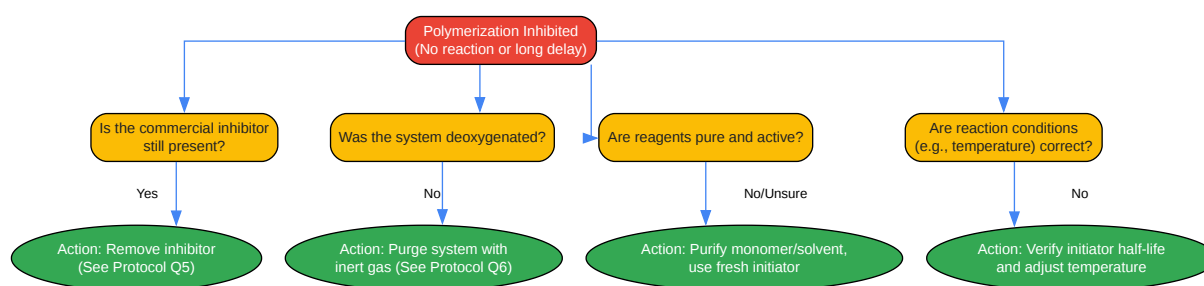 Polymerization Inhibited
(No reaction or long delay)
Is the commercial inhibitor
still present?
Was the system deoxygenated?
Are reagents pure and active?
Are reaction conditions
(e.g., temperature) correct?
Yes
No
No/Unsure
No
Action: Remove inhibitor
(See Protocol Q5)
Action: Purge system with
inert gas (See Protocol Q6)
Action: Purify monomer/solvent,
use fresh initiator
Action: Verify initiator half-life
and adjust temperature